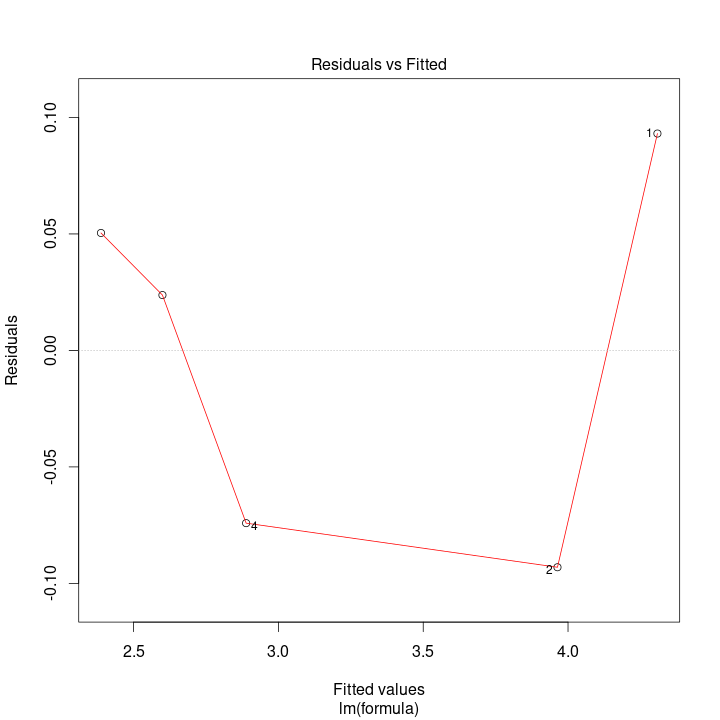 Residuals vs Fitted
0.10
0.05
0.00
-0.05
-0.10
Residuals
1
4
2
2.5 3.0 3.5 4.0
Fitted values
lm(formula)